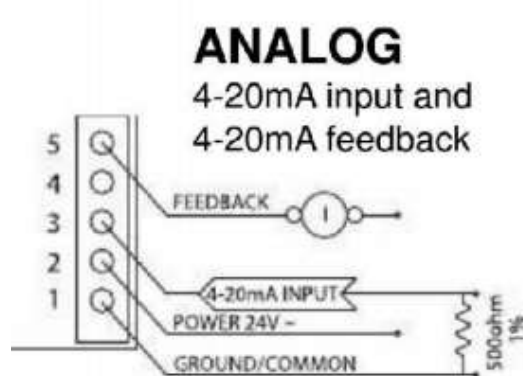 ANALOG
4-20mA input and
4-20mA feedback
5
4
3
2
1
FEEDBACK
I
4-20mA INPUT
POWER 24V ~
GROUND/COMMON
500ohm
1%